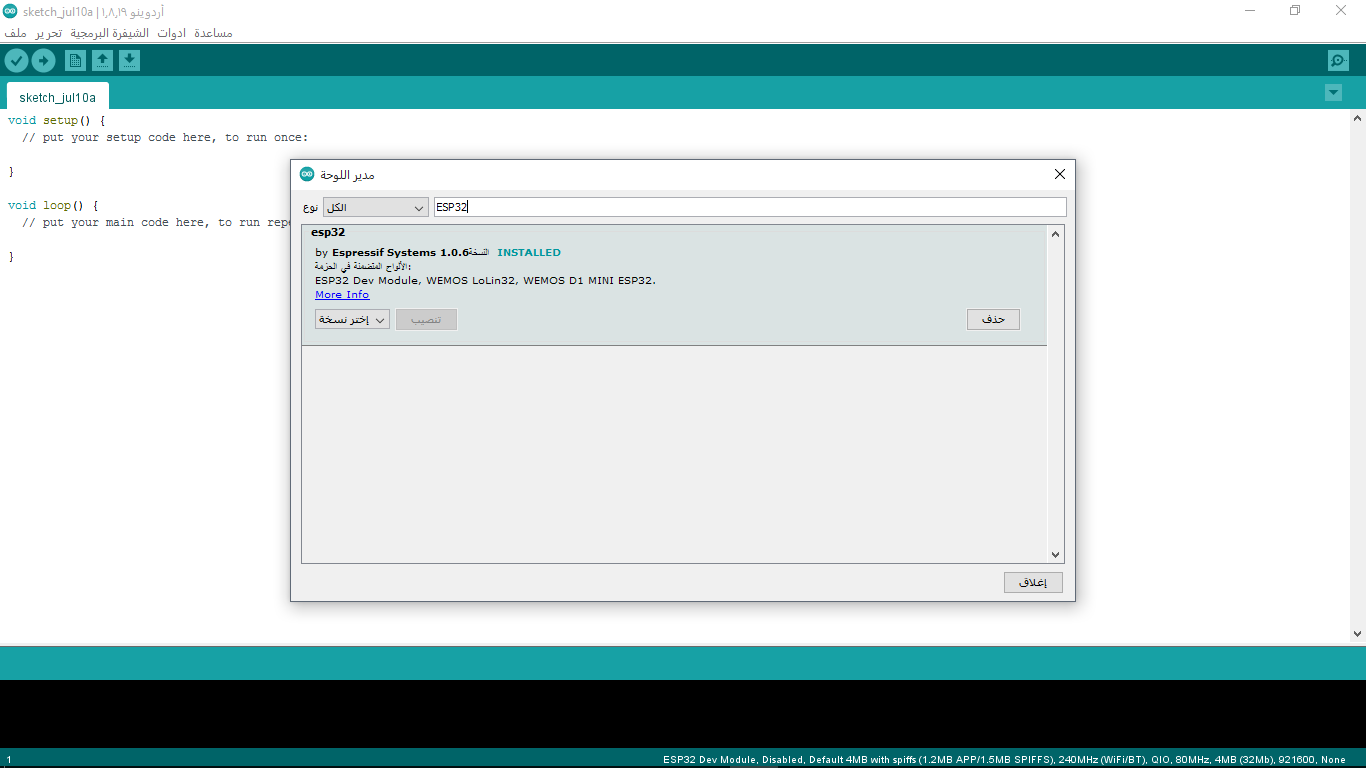 sketch_jul10a | أردوينو ١٫٨٫١٩
ملف تحرير الشيفرة البرمجية ادوات مساعدة
sketch_jul10a
void setup() {
// put your setup code here, to run once:
}
void loop() {
// put your main code here, to run repe
}
مدير اللوحة
نوع الكل ESP32
esp32
by Espressif Systems 1.0.6 النسخة INSTALLED
الألواح المتضمنة في الحزمة:
ESP32 Dev Module, WEMOS LoLin32, WEMOS D1 MINI ESP32.
More Info
إختر نسخة تنصيب حذف
إغلاق
1 ESP32 Dev Module, Disabled, Default 4MB with spiffs (1.2MB APP/1.5MB SPIFFS), 240MHz (WiFi/BT), QIO, 80MHz, 4MB (32Mb), 921600, None